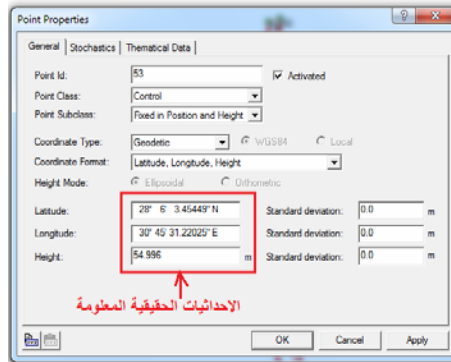 Point Properties
General Stochastics Thematical Data
Point Id: 53 Activated
Point Class: Control
Point Subclass: Fixed in Position and Height
Coordinate Type: Geodetic WGS84 Local
Coordinate Format: Latitude, Longitude, Height
Height Mode: Ellipsoidal Orthometric
Latitude: 28° 6' 3.45449" N Standard deviation: 0.0 m
Longitude: 30° 45' 31.22025" E Standard deviation: 0.0 m
Height: 54.996 m Standard deviation: 0.0 m
الاحداثيات الحقيقية المعلومة
OK Cancel Apply